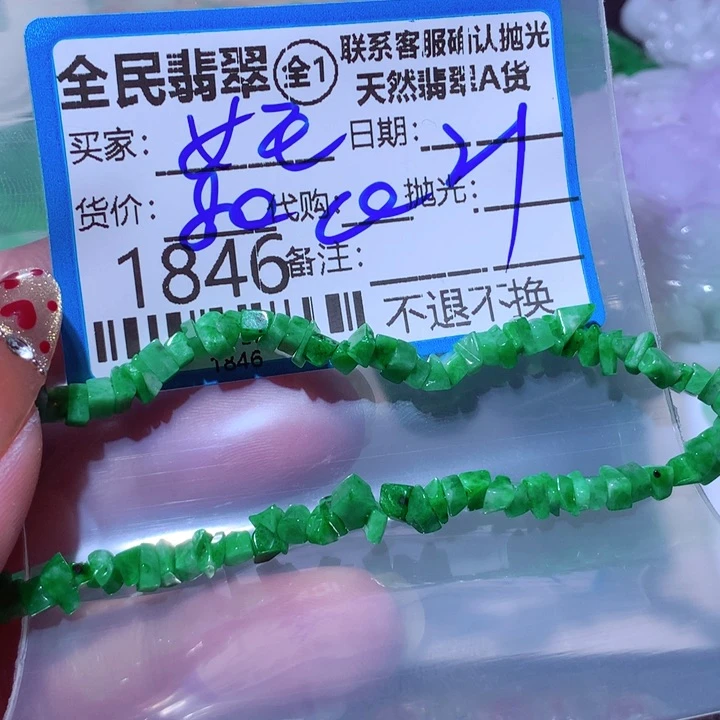 全民翡翠 全1 联系客服确认抛光
天然翡翠A货
买家: 日期:
货价: 80 代购: 抛光:
1846 备注:
不退不换
1846